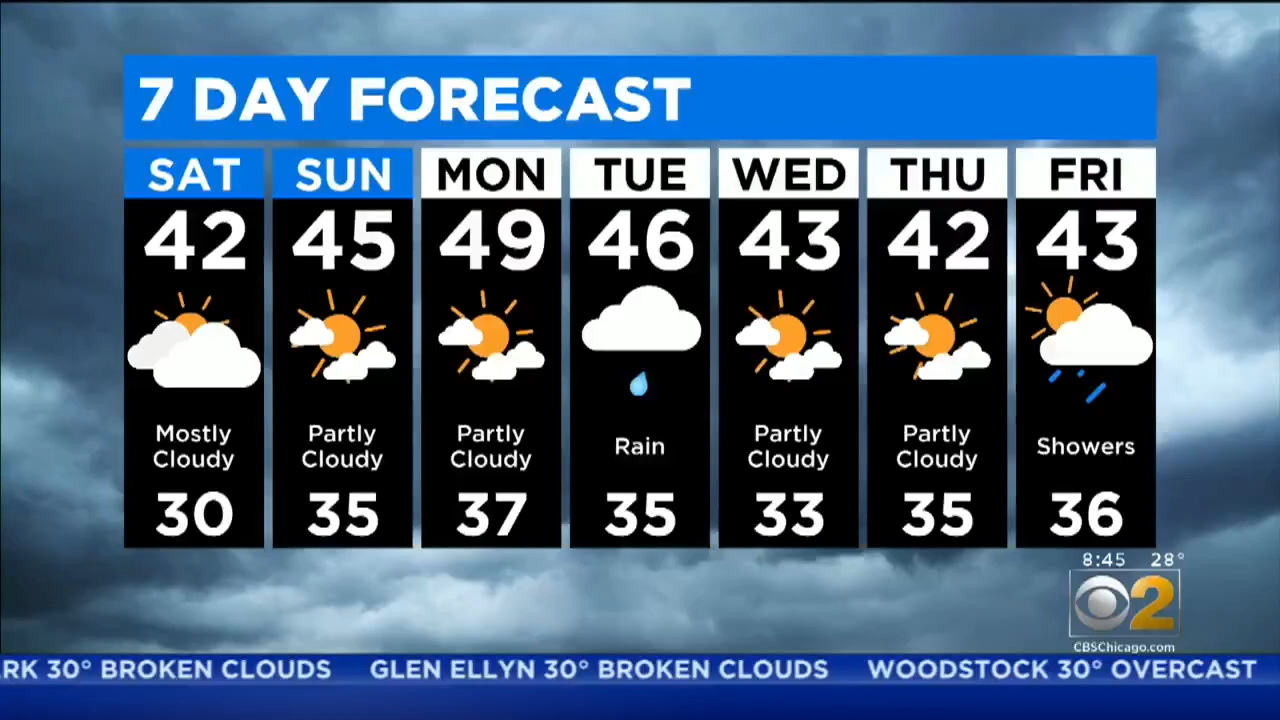 7 DAY FORECAST
SAT SUN MON TUE WED THU FRI
42 45 49 46 43 42 43
Mostly Cloudy
Partly Cloudy
Partly Cloudy
Rain
Partly Cloudy
Partly Cloudy
Showers
30 35 37 35 33 35 36
8:45 28°
2
CBSChicago.com
RK 30° BROKEN CLOUDS GLEN ELLYN 30° BROKEN CLOUDS WOODSTOCK 30° OVERCAST